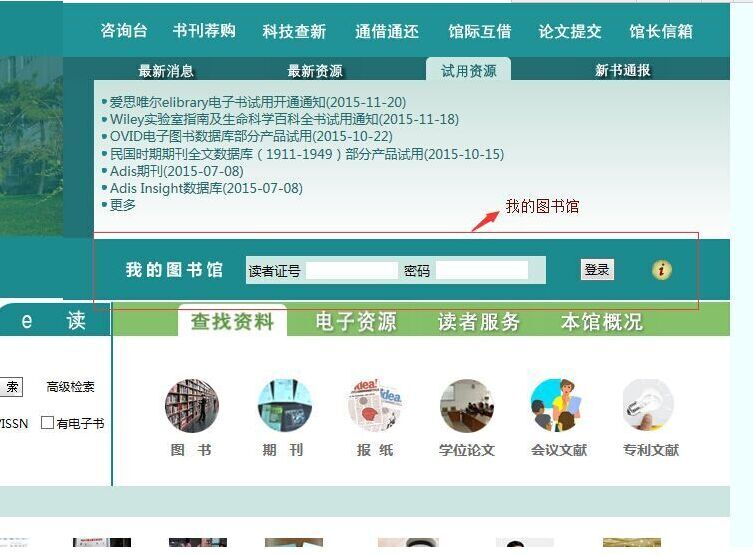 咨询台 书刊荐购 科技查新 通借通还 馆际互借 论文提交 馆长信箱
最新消息 最新资源 试用资源 新书通报
爱思唯尔elibrary电子书试用开通通知(2015-11-20)
Wiley实验室指南及生命科学百科全书试用通知(2015-11-18)
OVID电子图书数据库部分产品试用(2015-10-22)
民国时期期刊全文数据库（1911-1949）部分产品试用(2015-10-15)
Adis期刊(2015-07-08)
Adis Insight数据库(2015-07-08)
更多
我的图书馆
我的图书馆 读者证号 密码 登录 i
e 读 查找资料 电子资源 读者服务 本馆概况
索 高级检索
/ISSN 有电子书
图 书 期 刊 报 纸 学位论文 会议文献 专利文献